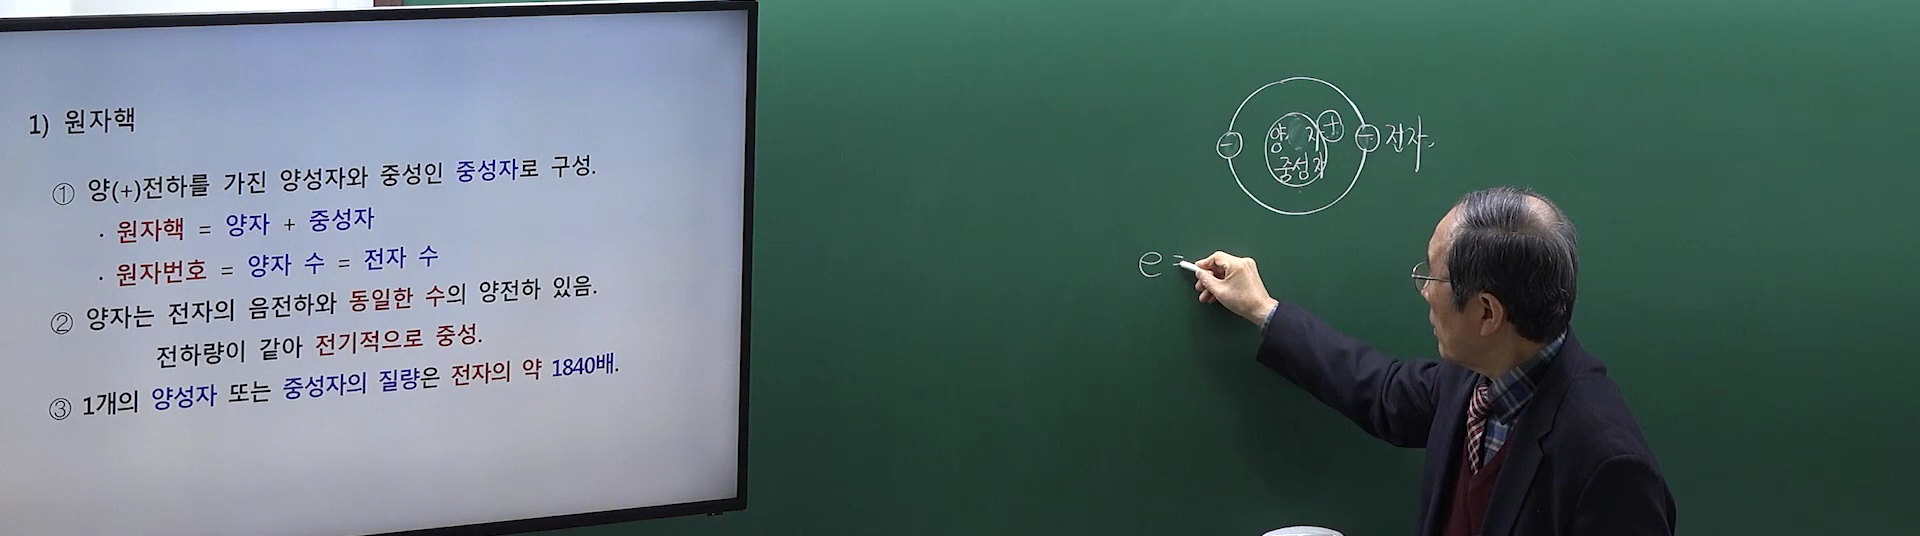 1) 원자핵
① 양(+)전하를 가진 양성자와 중성인 중성자로 구성.
· 원자핵 = 양자 + 중성자
· 원자번호 = 양자 수 = 전자 수
② 양자는 전자의 음전하와 동일한 수의 양전하 있음.
전하량이 같아 전기적으로 중성.
③ 1개의 양성자 또는 중성자의 질량은 전자의 약 1840배.
양 자 +
중성자
-
- 전자
e =